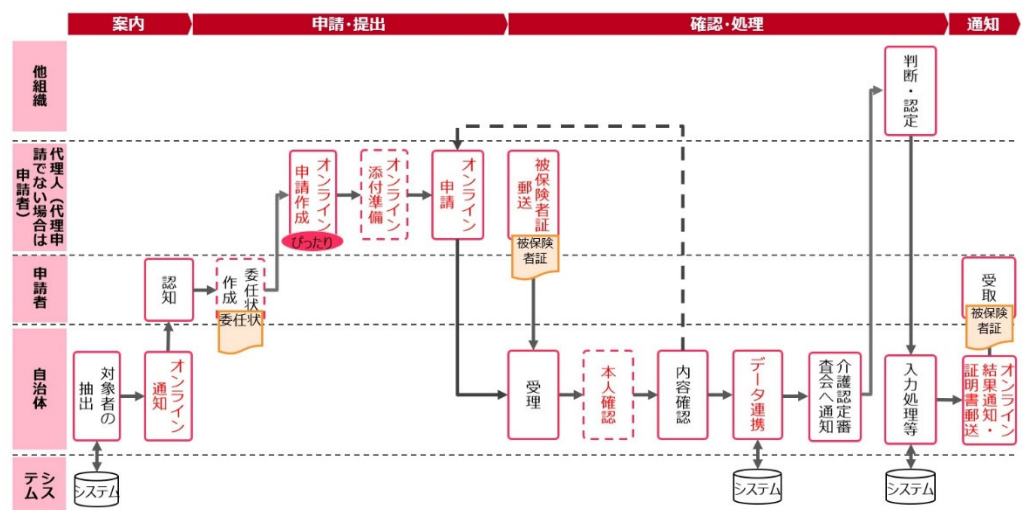 案内
申請・提出
確認・処理
通知
他組織
判断・認定
代理人（代理申
請でない場合は
申請者）
オンライン
申請作成
ぴったり
オンライン
添付準備
オンライン
申請
被保険者証
郵送
被保険
者証
申請者
認知
委任状
作成
委任状
受取
被保険
者証
自治体
対象者の
抽出
オンライン
通知
受理
本人確認
内容確認
データ連携
介護認定審
査会へ通知
入力処理等
オンライン
結果通知・
証明書郵送
シス
テム
システム
システム
システム